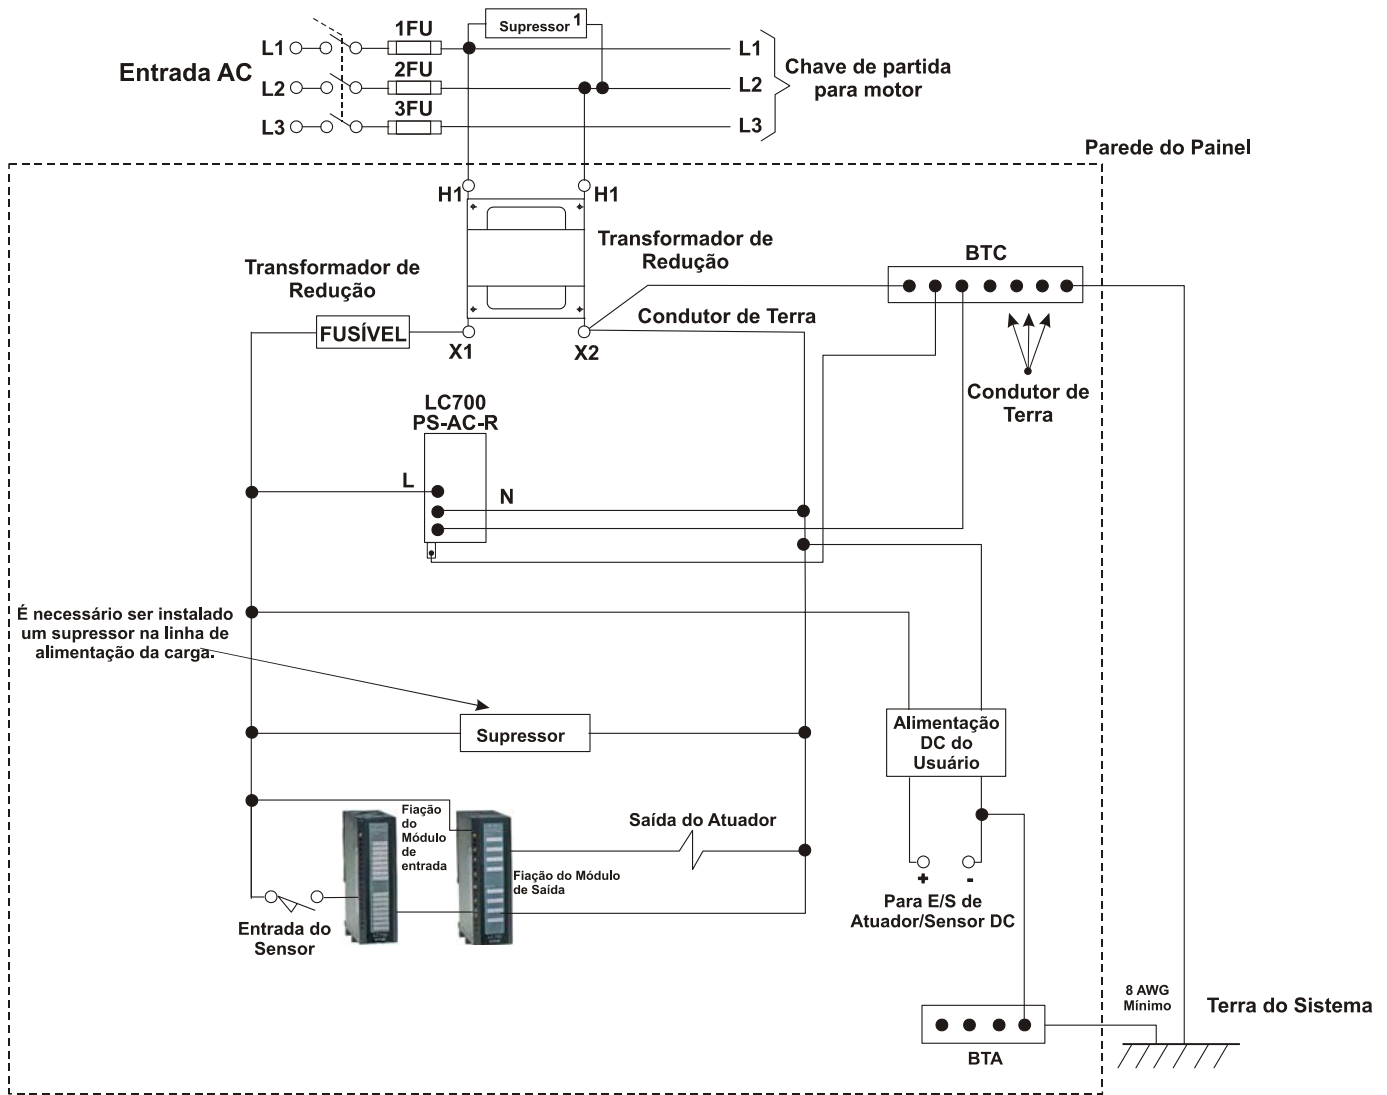 Supressor 1
1FU
L1
L1
Entrada AC
2FU
L2
L2
Chave de partida
para motor
3FU
L3
L3
Parede do Painel
H1
H1
Transformador de
Redução
BTC
Transformador de
Redução
Condutor de Terra
FUSÍVEL
X1
X2
Condutor de
Terra
LC700
PS-AC-R
L
N
É necessário ser instalado
um supressor na linha de
alimentação da carga.
Supressor
Alimentação
DC do
Usuário
Fiação
do
Módulo
de
entrada
Saída do Atuador
Fiação do Módulo
de Saída
+
-
Para E/S de
Atuador/Sensor DC
Entrada do
Sensor
8 AWG
Mínimo
Terra do Sistema
BTA